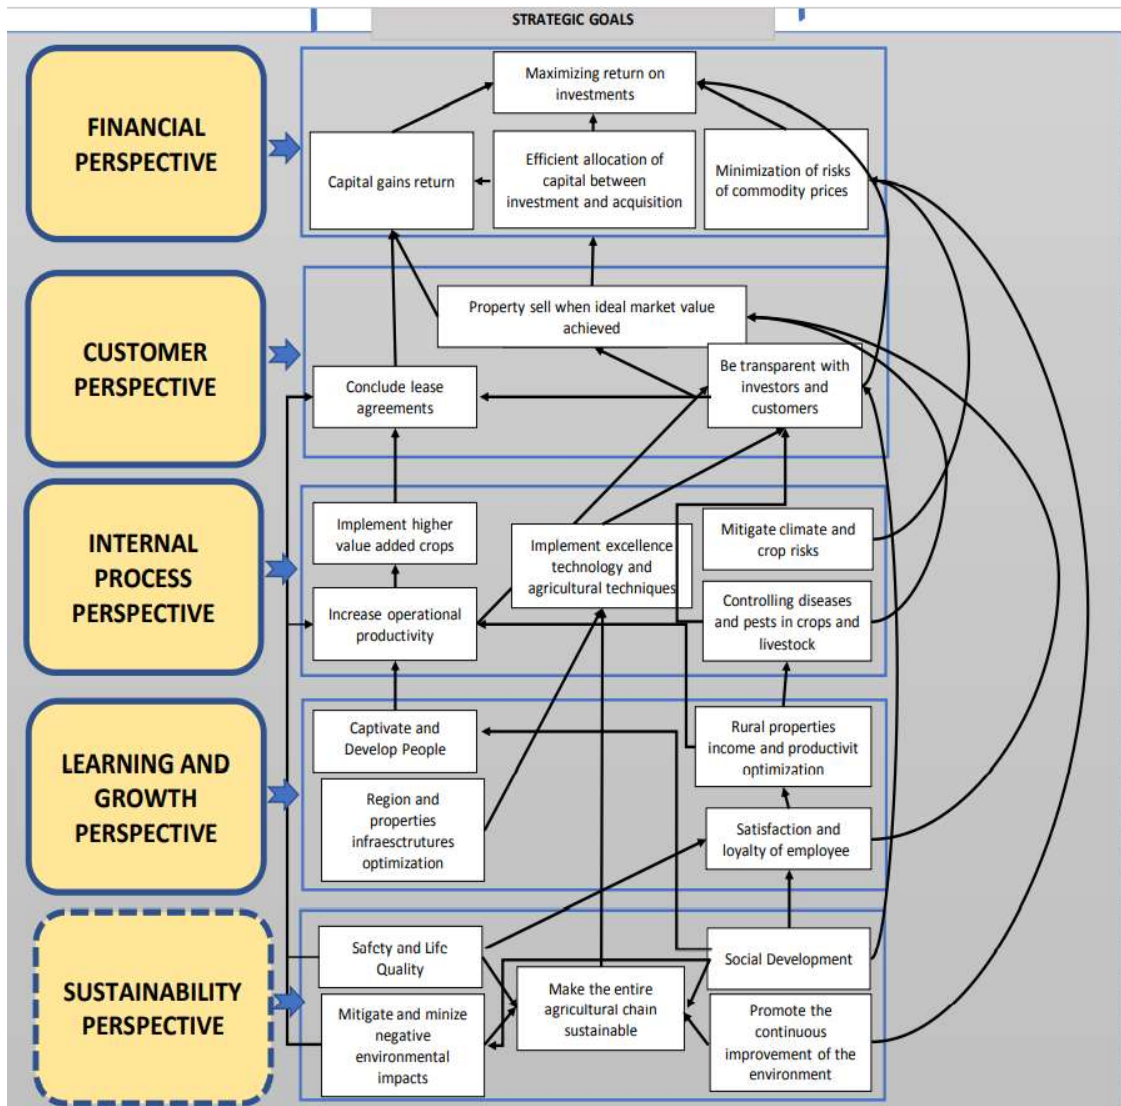 STRATEGIC GOALS
FINANCIAL
PERSPECTIVE
Maximizing return on
investments
Capital gains return
Efficient allocation of
capital between
investment and acquisition
Minimization of risks
of commodity prices
CUSTOMER
PERSPECTIVE
Property sell when ideal market value
achieved
Conclude lease
agreements
Be transparent with
investors and
customers
INTERNAL
PROCESS
PERSPECTIVE
Implement higher
value added crops
Implement excellence
technology and
agricultural techniques
Mitigate climate and
crop risks
Increase operational
productivity
Controlling diseases
and pests in crops and
livestock
LEARNING AND
GROWTH
PERSPECTIVE
Captivate and
Develop People
Rural properties
income and productivit
optimization
Region and
properties
infraesctrutures
optimization
Satisfaction and
loyalty of employee
SUSTAINABILITY
PERSPECTIVE
Safety and Life
Quality
Social Development
Make the entire
agricultural chain
sustainable
Mitigate and minize
negative
environmental
impacts
Promote the
continuous
improvement of the
environment